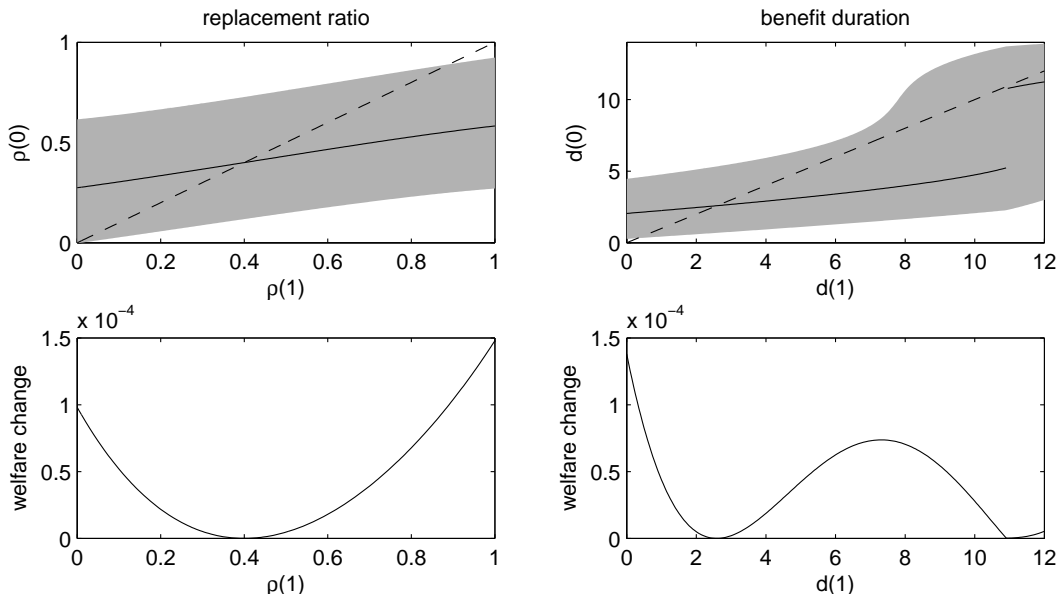 replacement ratio
1
0.5
0
ρ(0)
0 0.2 0.4 0.6 0.8 1
ρ(1)
benefit duration
10
5
0
d(0)
0 2 4 6 8 10 12
d(1)
x 10⁻⁴
1.5
1
0.5
0
welfare change
0 0.2 0.4 0.6 0.8 1
ρ(1)
x 10⁻⁴
1.5
1
0.5
0
welfare change
0 2 4 6 8 10 12
d(1)